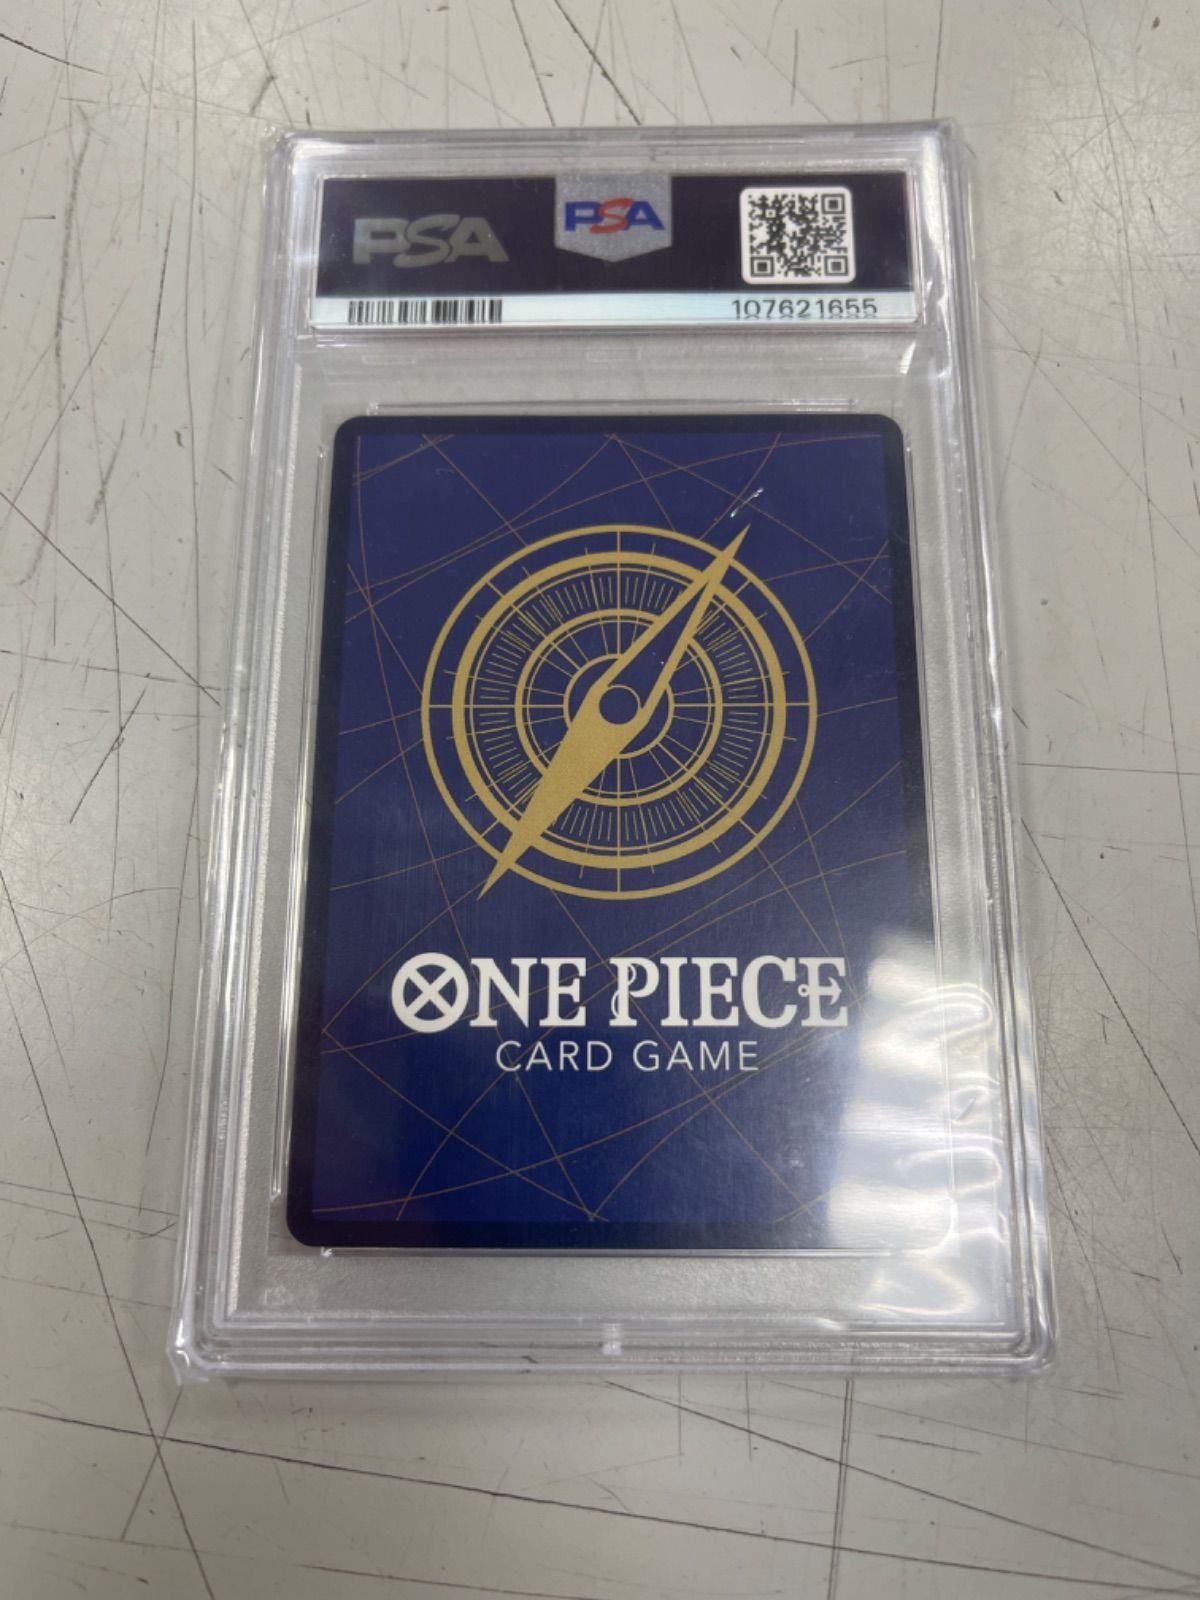 PSA
PSA
107621655
ONE PIECE
CARD GAME